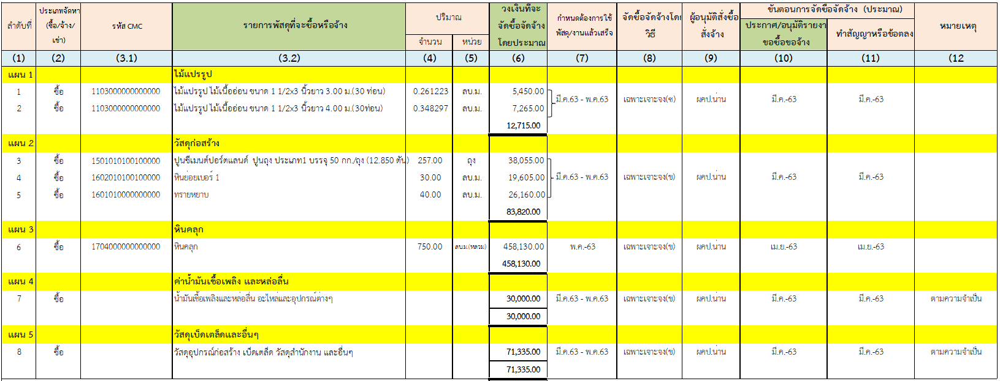 ลำดับที่ ประเภทจัดหา (ซื้อ/จ้าง/เช่า) รหัส CMC รายการพัสดุที่จะซื้อหรือจ้าง ปริมาณ วงเงินที่จะจัดซื้อจัดจ้างโดยประมาณ กำหนดต้องการใช้พัสดุ/งานแล้วเสร็จ จัดซื้อจัดจ้างโดยวิธี ผู้อนุมัติสั่งซื้อสั่งจ้าง ขั้นตอนการจัดซื้อจัดจ้าง (ประมาณ) หมายเหตุ
จำนวน หน่วย ประกาศ/อนุมัติรายงาขอซื้อขอจ้าง ทำสัญญาหรือข้อตลง
(1) (2) (3.1) (3.2) (4) (5) (6) (7) (8) (9) (10) (11) (12
แผน 1 ไม้แปรรูป
1 ซื้อ 1103000000000000 ไม้แปรรูป ไม้เนื้ออ่อน ขนาด 1 1/2x3 นิ้วยาว 3.00 ม.(30 ท่อน) 0.261223 ลบ.ม. 5,450.00 มี.ค.63 - พ.ค.63 เฉพาะเจาะจง(ข) ผคป.น่าน มี.ค.-63 มี.ค.-63
2 ซื้อ 1103000000000000 ไม้แปรรูป ไม้เนื้ออ่อน ขนาด 1 1/2x3 นิ้วยาว 4.00 ม.(30ท่อน) 0.348297 ลบ.ม. 7,265.00
12,715.00
แผน 2 วัสดุก่อสร้าง
3 ซื้อ 1501010100100000 ปูนซีเมนต์ปอร์ตแลนด์ ปูนถุง ประเภท1 บรรจุ 50 กก./ถุง (12.850 ตัน) 257.00 ถุง 38,055.00
4 ซื้อ 1602010100100000 หินย่อยเบอร์ 1 30.00 ลบ.ม. 19,605.00 มี.ค.63 - พ.ค.63 เฉพาะเจาะจง(ข) ผคป.น่าน มี.ค.-63 มี.ค.-63
5 ซื้อ 1601010000000000 ทรายหยาบ 40.00 ลบ.ม. 26,160.00
83,820.00
แผน 3 หินคลุก
6 ซื้อ 1704000000000000 หินคลุก 750.00 ลบ.ม.(หลวม) 458,130.00 พ.ค.-63 เฉพาะเจาะจง(ข) ผคป.น่าน เม.ย.-63 เม.ย.-63
458,130.00
แผน 4 ค่าน้ำมันเชื้อเพลิง และหล่อลื่น
7 ซื้อ น้ำมันเชื้อเพลิงและหล่อลื่น อะไหล่และอุปกรณ์ต่างๆ 30,000.00 มี.ค.63 - พ.ค.63 เฉพาะเจาะจง(ข) ผคป.น่าน มี.ค.-63 มี.ค.-63 ตามความจำเป็น
30,000.00
แผน 5 วัสดุเบ็ดเตล็ดและอื่นๆ
8 ซื้อ วัสดุอุปกรณ์ก่อสร้าง เบ็ดเตล็ด วัสดุสำนักงาน และอื่นๆ 71,335.00 มี.ค.63 - พ.ค.63 เฉพาะเจาะจง(ข) ผคป.น่าน มี.ค.-63 มี.ค.-63 ตามความจำเป็น
71,335.00